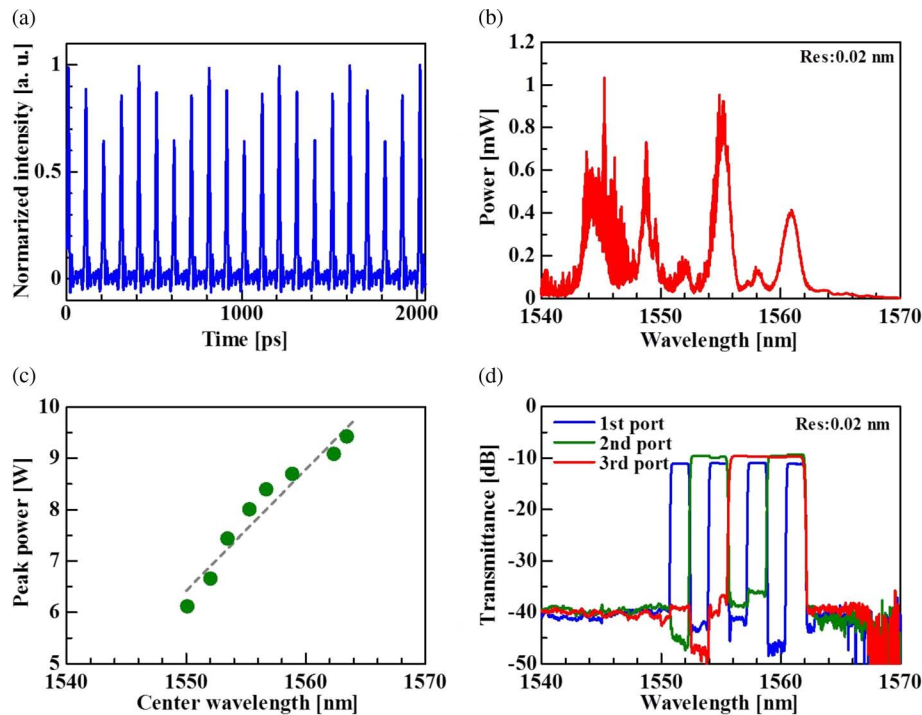 (a)
Normarized intensity [a. u.]
1
0.5
0
0
1000
2000
Time [ps]
(b)
Power [mW]
1.2
1
0.8
0.6
0.4
0.2
0
Res:0.02 nm
1540
1550
1560
1570
Wavelength [nm]
(c)
Peak power [W]
10
9
8
7
6
5
1540
1550
1560
1570
Center wavelength [nm]
(d)
Transmittance [dB]
0
-10
-20
-30
-40
-50
1st port
2nd port
3rd port
Res:0.02 nm
1540
1550
1560
1570
Wavelength [nm]